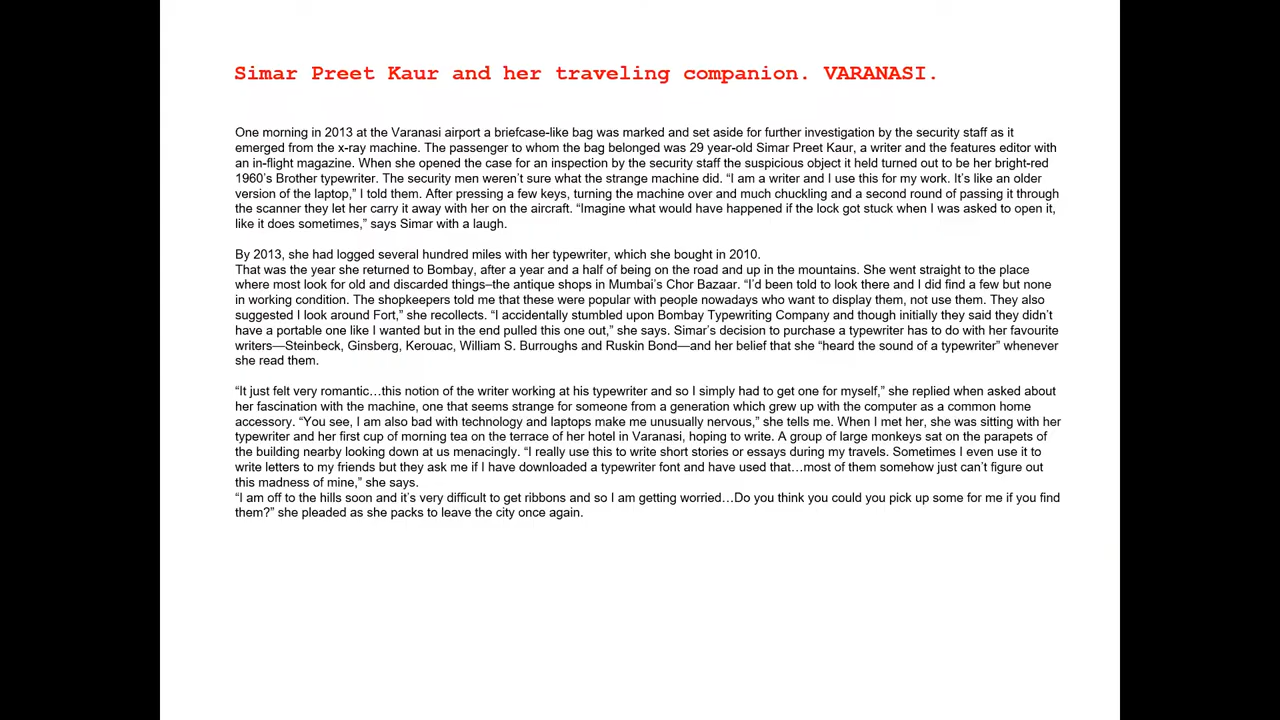 Simar Preet Kaur and her traveling companion. VARANASI.
One morning in 2013 at the Varanasi airport a briefcase-like bag was marked and set aside for further investigation by the security staff as it
emerged from the x-ray machine. The passenger to whom the bag belonged was 29 year-old Simar Preet Kaur, a writer and the features editor with
an in-flight magazine. When she opened the case for an inspection by the security staff the suspicious object it held turned out to be her bright-red
1960’s Brother typewriter. The security men weren’t sure what the strange machine did. “I am a writer and I use this for my work. It’s like an older
version of the laptop,” I told them. After pressing a few keys, turning the machine over and much chuckling and a second round of passing it through
the scanner they let her carry it away with her on the aircraft. “Imagine what would have happened if the lock got stuck when I was asked to open it,
like it does sometimes,” says Simar with a laugh.
By 2013, she had logged several hundred miles with her typewriter, which she bought in 2010.
That was the year she returned to Bombay, after a year and a half of being on the road and up in the mountains. She went straight to the place
where most look for old and discarded things–the antique shops in Mumbai’s Chor Bazaar. “I’d been told to look there and I did find a few but none
in working condition. The shopkeepers told me that these were popular with people nowadays who want to display them, not use them. They also
suggested I look around Fort,” she recollects. “I accidentally stumbled upon Bombay Typewriting Company and though initially they said they didn’t
have a portable one like I wanted but in the end pulled this one out,” she says. Simar’s decision to purchase a typewriter has to do with her favourite
writers—Steinbeck, Ginsberg, Kerouac, William S. Burroughs and Ruskin Bond—and her belief that she “heard the sound of a typewriter” whenever
she read them.
“It just felt very romantic…this notion of the writer working at his typewriter and so I simply had to get one for myself,” she replied when asked about
her fascination with the machine, one that seems strange for someone from a generation which grew up with the computer as a common home
accessory. “You see, I am also bad with technology and laptops make me unusually nervous,” she tells me. When I met her, she was sitting with her
typewriter and her first cup of morning tea on the terrace of her hotel in Varanasi, hoping to write. A group of large monkeys sat on the parapets of
the building nearby looking down at us menacingly. “I really use this to write short stories or essays during my travels. Sometimes I even use it to
write letters to my friends but they ask me if I have downloaded a typewriter font and have used that…most of them somehow just can’t figure out
this madness of mine,” she says.
“I am off to the hills soon and it’s very difficult to get ribbons and so I am getting worried…Do you think you could you pick up some for me if you find
them?” she pleaded as she packs to leave the city once again.